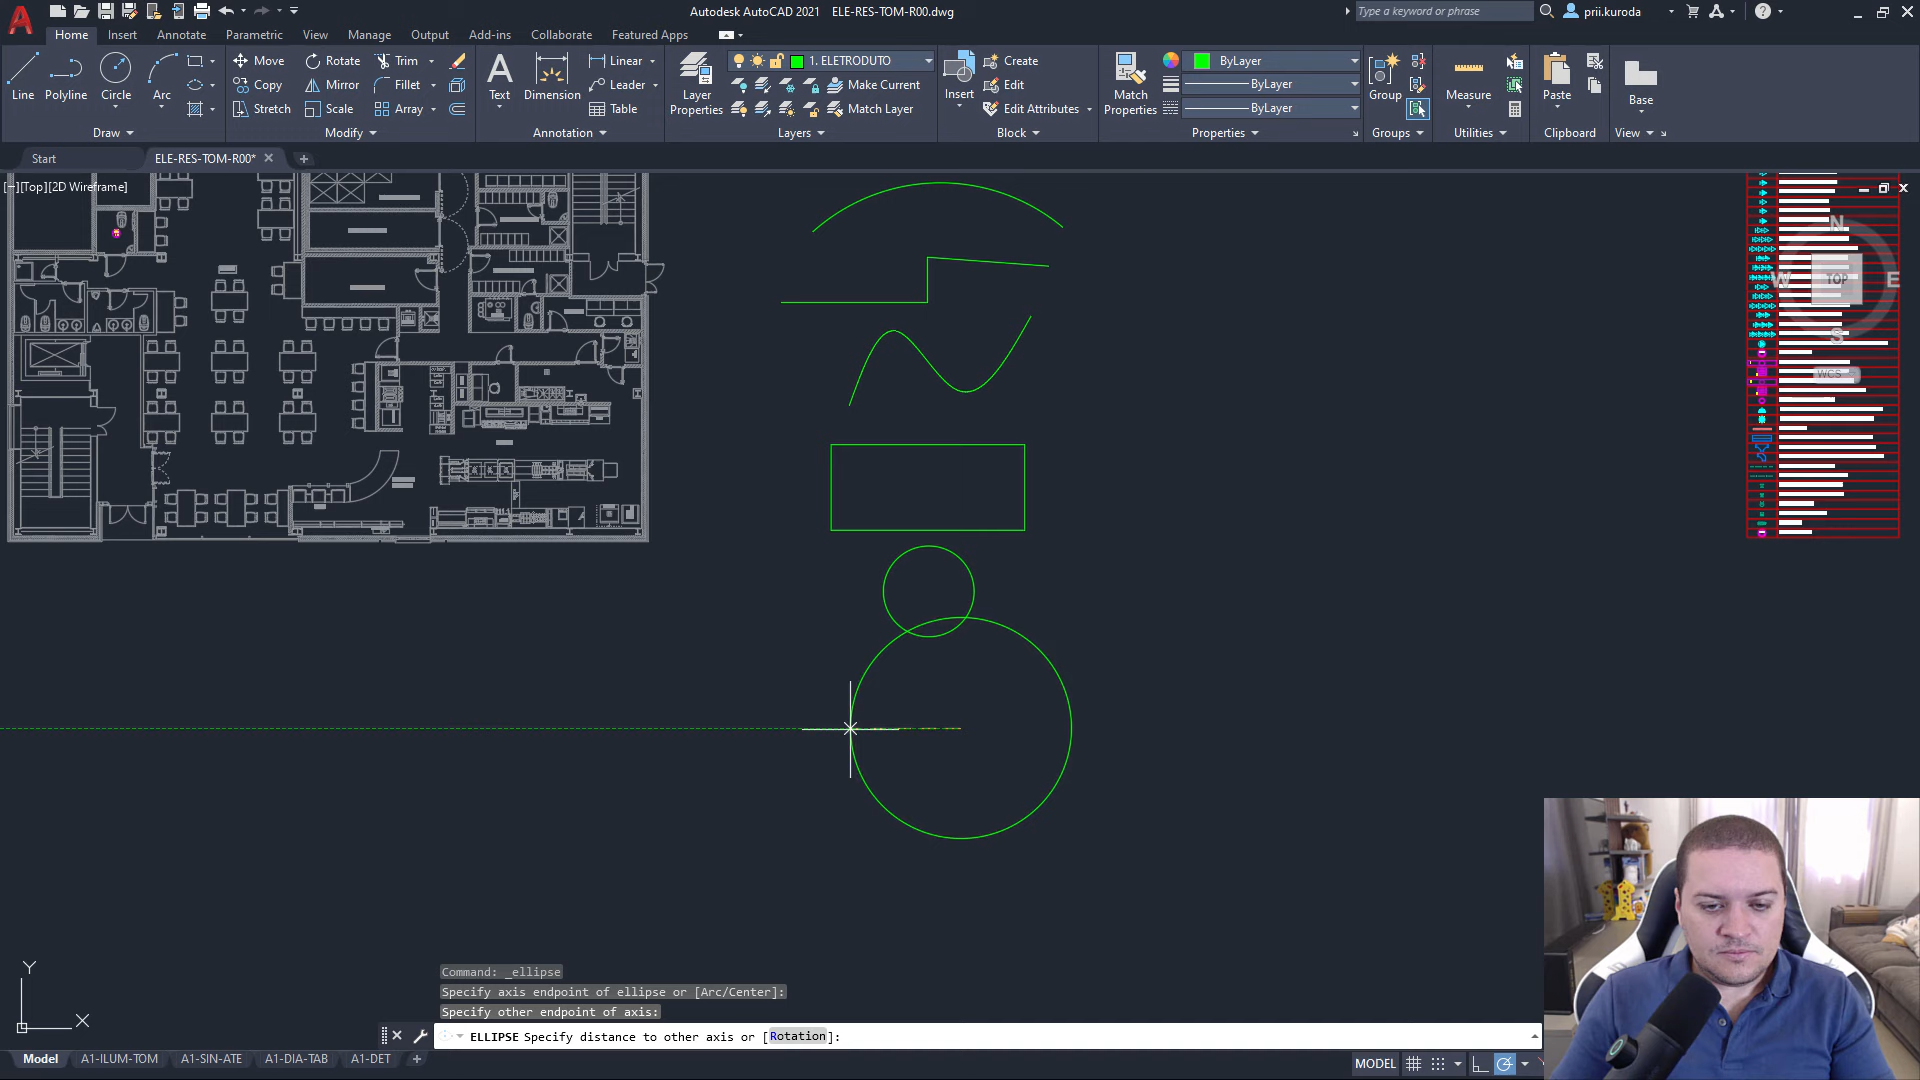 Autodesk AutoCAD 2021 ELE-RES-TOM-R00.dwg
Type a keyword or phrase
prii.kuroda
Home Insert Annotate Parametric View Manage Output Add-ins Collaborate Featured Apps
Line
Polyline
Circle
Arc
Move
Rotate
Trim
Copy
Mirror
Fillet
Stretch
Scale
Array
Text
Dimension
Linear
Leader
Table
Layer
Properties
1. ELETRODUTO
Make Current
Match Layer
Insert
Create
Edit
Edit Attributes
Match
Properties
ByLayer
ByLayer
ByLayer
Group
Measure
Paste
Base
Draw
Modify
Annotation
Layers
Block
Properties
Groups
Utilities
Clipboard
View
Start
ELE-RES-TOM-R00*
[−][Top][2D Wireframe]
N
W
TOP
E
S
WCS
Y
X
Command: _ellipse
Specify axis endpoint of ellipse or [Arc/Center]:
Specify other endpoint of axis:
ELLIPSE Specify distance to other axis or [Rotation]:
Model A1-ILUM-TOM A1-SIN-ATE A1-DIA-TAB A1-DET
MODEL